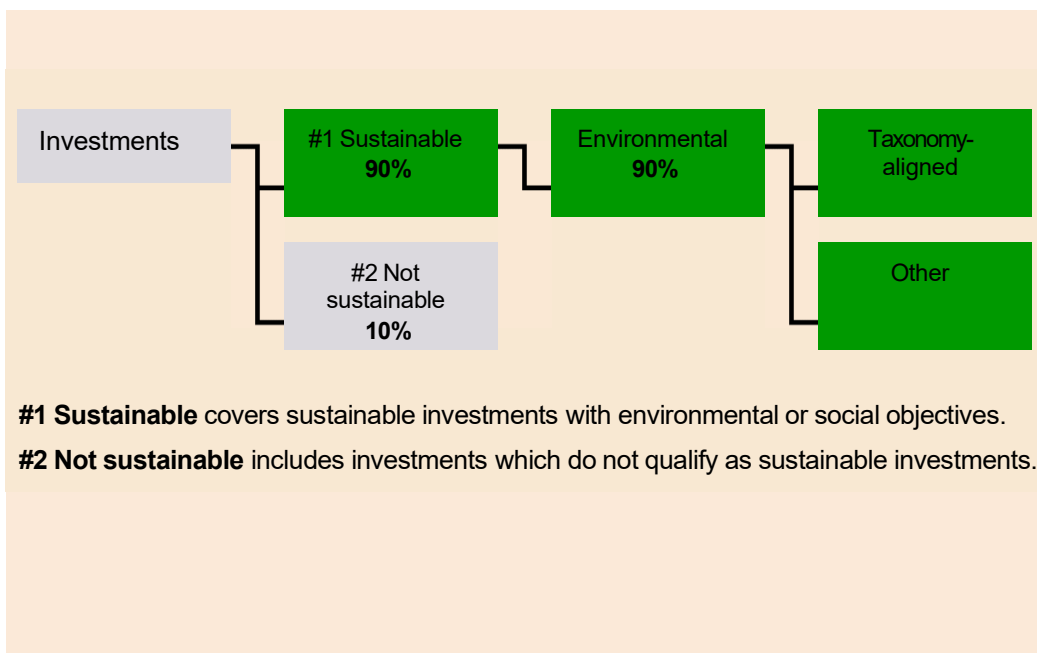 Investments
#1 Sustainable
90%
#2 Not
sustainable
10%
Environmental
90%
Taxonomy-
aligned
Other
#1 Sustainable covers sustainable investments with environmental or social objectives.
#2 Not sustainable includes investments which do not qualify as sustainable investments.